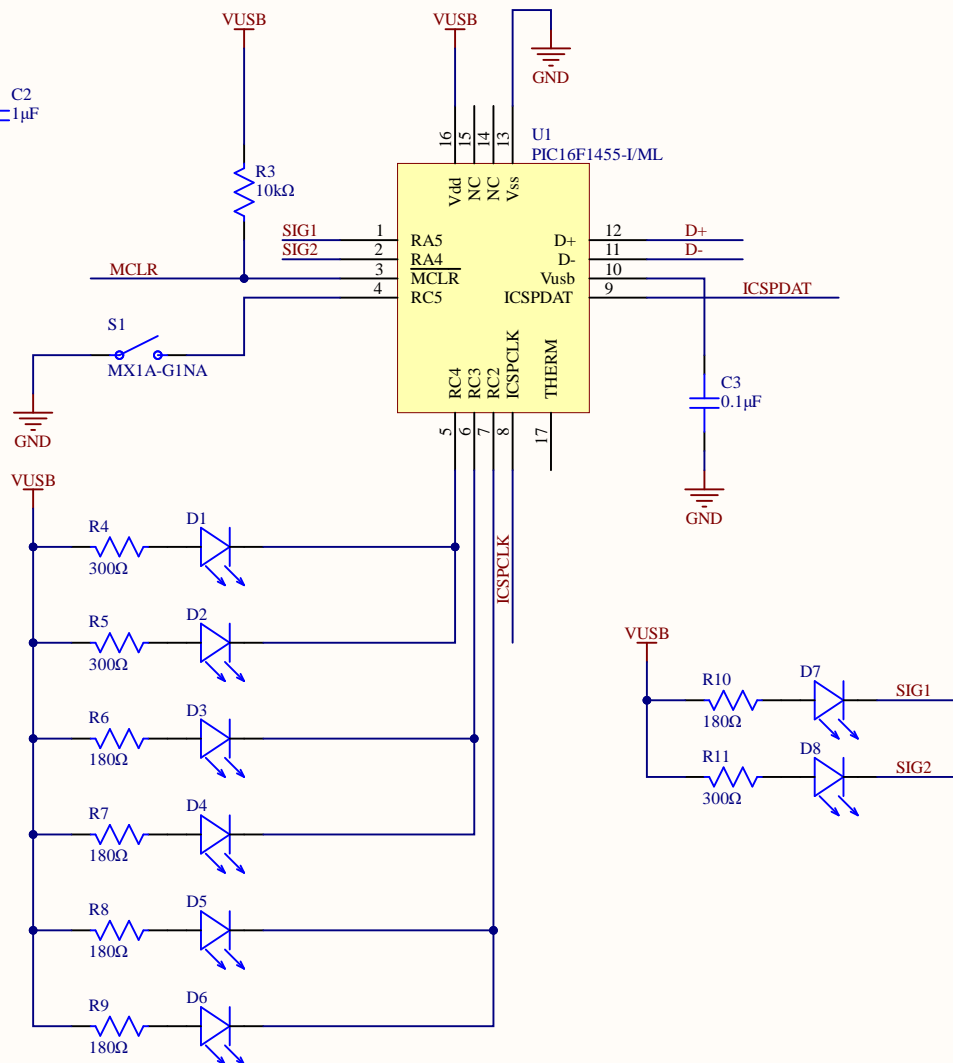 VUSB
VUSB
GND
C2
1µF
R3
10kΩ
U1
PIC16F1455-I/ML
16
15
14
13
Vdd
NC
NC
Vss
SIG1
1
RA5
SIG2
2
RA4
MCLR
3
MCLR
4
RC5
D+
12
D+
D-
11
D-
Vusb
10
ICSPDAT
9
ICSPDAT
RC4
RC3
RC2
ICSPCLK
THERM
5
6
7
8
17
S1
MX1A-G1NA
GND
C3
0.1µF
GND
VUSB
R4
300Ω
D1
R5
300Ω
D2
R6
180Ω
D3
R7
180Ω
D4
R8
180Ω
D5
R9
180Ω
D6
ICSPCLK
VUSB
R10
180Ω
D7
SIG1
R11
300Ω
D8
SIG2